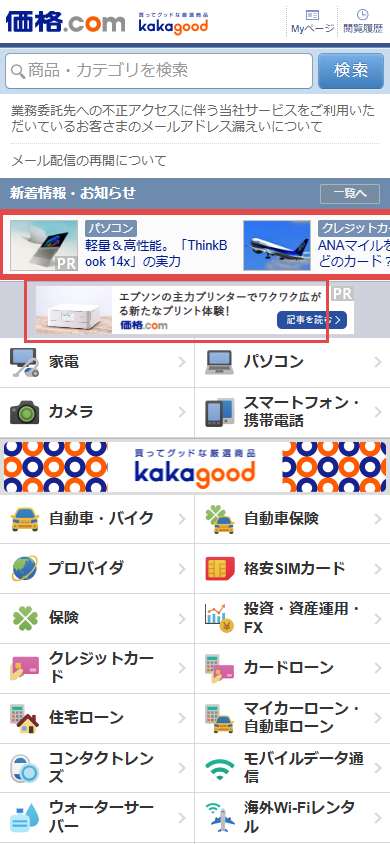 価格.com
買ってグッドな厳選商品
kakagood
Myページ
閲覧履歴
商品・カテゴリを検索
検索
業務委託先への不正アクセスに伴う当社サービスをご利用いた
だいているお客さまのメールアドレス漏えいについて
メール配信の再開について
新着情報・お知らせ
一覧へ
PR
パソコン
軽量＆高性能。「ThinkB
ook 14x」の実力
クレジットカー
ANAマイルを
どのカード？
エプソンの主力プリンターでワクワク広が
る新たなプリント体験！
価格.com
記事を読む
PR
家電
パソコン
カメラ
スマートフォン・
携帯電話
買ってグッドな厳選商品
kakagood
自動車・バイク
自動車保険
プロバイダ
格安SIMカード
保険
投資・資産運用・
FX
クレジットカー
ド
カードローン
住宅ローン
マイカーローン・
自動車ローン
コンタクトレン
ズ
モバイルデータ通
信
ウォーターサー
バー
海外Wi-Fiレンタ
ル